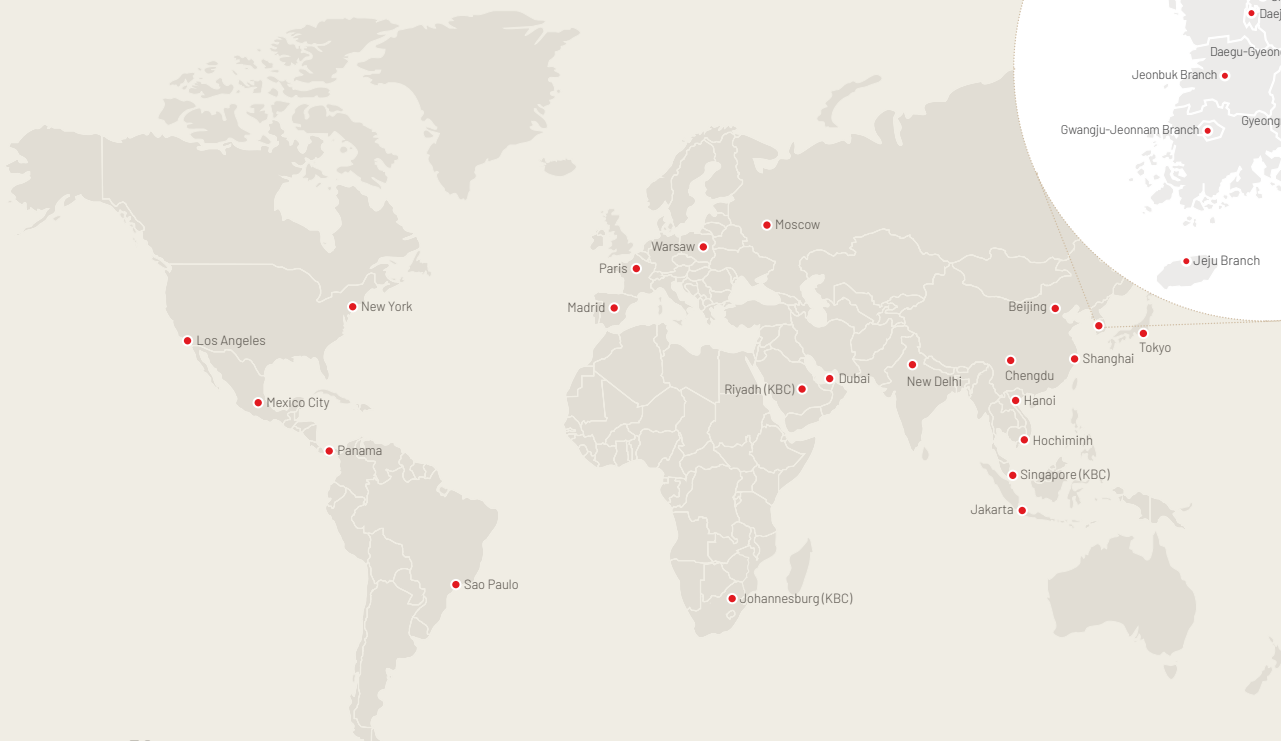 Daegu-Gyeon
Jeonbuk Branch
Gyeong
Gwangju-Jeonnam Branch
Jeju Branch
Moscow
Warsaw
Paris
Madrid
New York
Los Angeles
Mexico City
Panama
Sao Paulo
Beijing
Tokyo
Shanghai
Chengdu
New Delhi
Dubai
Riyadh (KBC)
Hanoi
Hochiminh
Singapore (KBC)
Jakarta
Johannesburg (KBC)